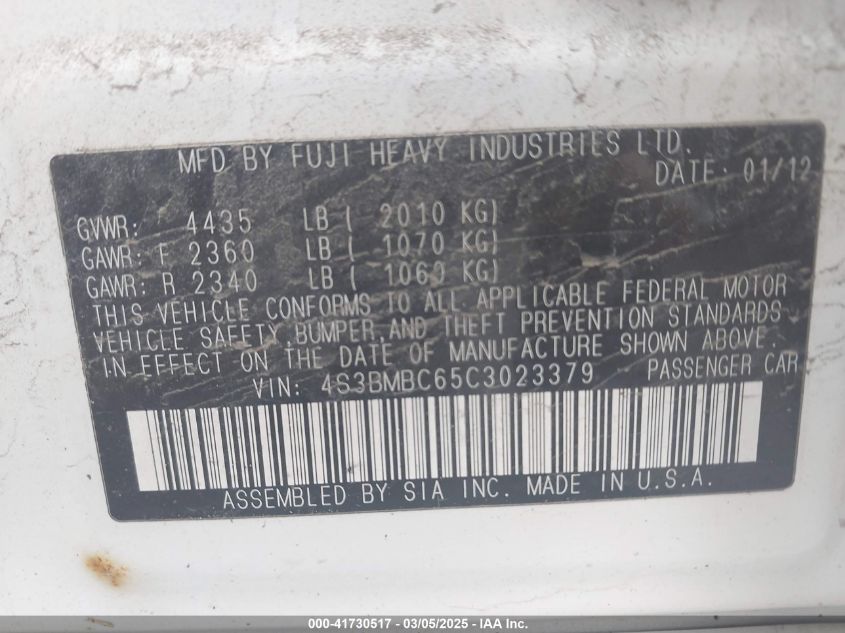 MFD. BY FUJI HEAVY INDUSTRIES LTD.
DATE: 01/12
GVWR: 4435 LB ( 2010 KG)
GAWR: F 2360 LB ( 1070 KG)
GAWR: R 2340 LB ( 1060 KG)
THIS VEHICLE CONFORMS TO ALL APPLICABLE FEDERAL MOTOR
VEHICLE SAFETY,BUMPER,AND THEFT PREVENTION STANDARDS
IN EFFECT ON THE DATE OF MANUFACTURE SHOWN ABOVE.
VIN: 4S3BMBC65C3023379 PASSENGER CAR
ASSEMBLED BY SIA INC. MADE IN U.S.A.
000-41730517 - 03/05/2025 - IAA Inc.